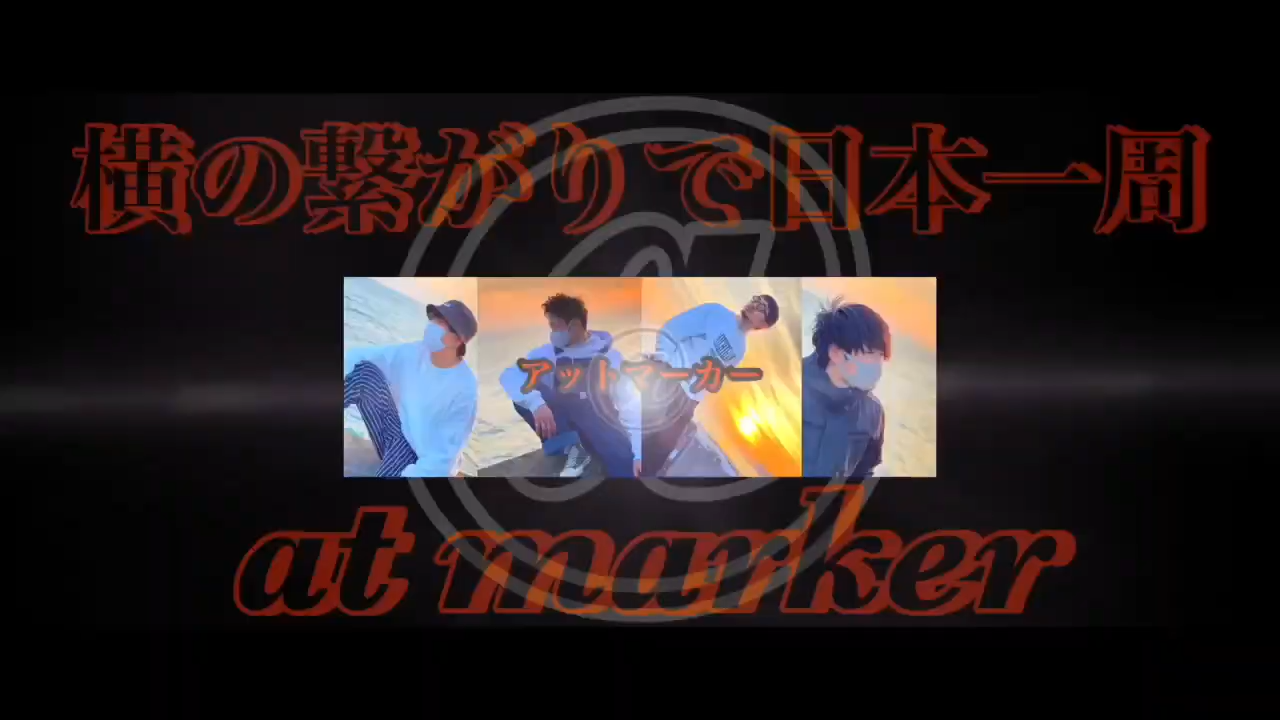 横の繋がりで日本一周
アットマーカー
at marker